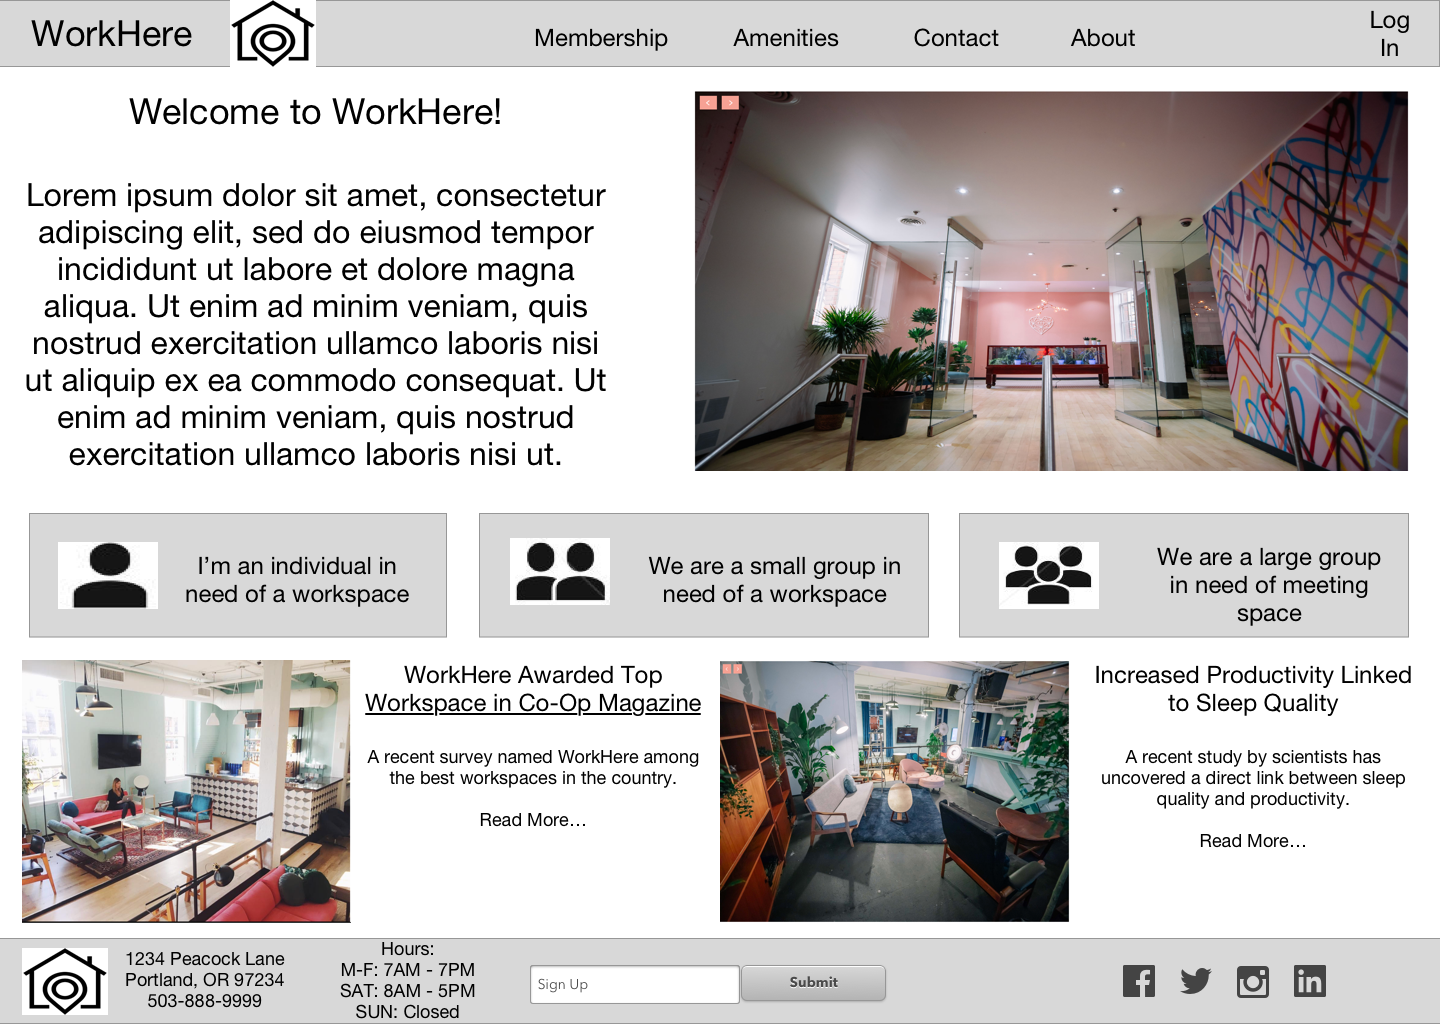 WorkHere
Membership
Amenities
Contact
About
Log
In
Welcome to WorkHere!
Lorem ipsum dolor sit amet, consectetur
adipiscing elit, sed do eiusmod tempor
incididunt ut labore et dolore magna
aliqua. Ut enim ad minim veniam, quis
nostrud exercitation ullamco laboris nisi
ut aliquip ex ea commodo consequat. Ut
enim ad minim veniam, quis nostrud
exercitation ullamco laboris nisi ut.
I’m an individual in
need of a workspace
We are a small group in
need of a workspace
We are a large group
in need of meeting
space
WorkHere Awarded Top
Workspace in Co-Op Magazine
A recent survey named WorkHere among
the best workspaces in the country.
Read More…
Increased Productivity Linked
to Sleep Quality
A recent study by scientists has
uncovered a direct link between sleep
quality and productivity.
Read More…
1234 Peacock Lane
Portland, OR 97234
503-888-9999
Hours:
M-F: 7AM - 7PM
SAT: 8AM - 5PM
SUN: Closed
Sign Up
Submit